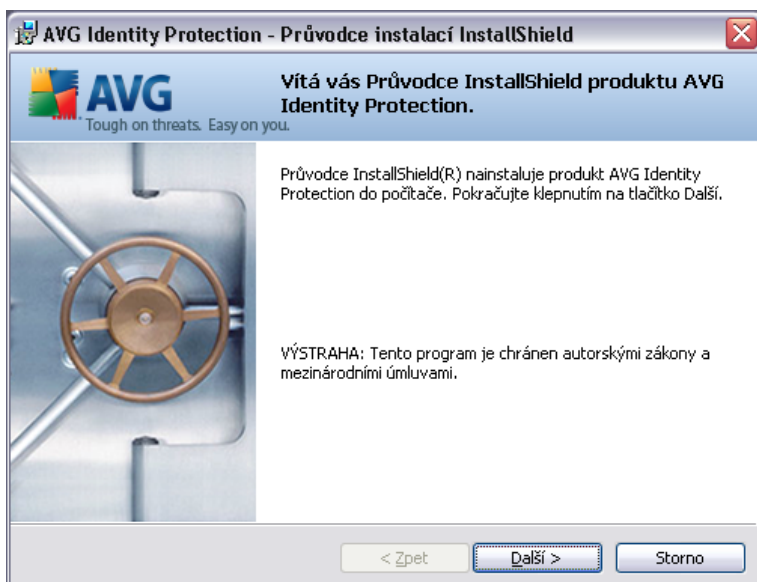 AVG Identity Protection - Průvodce instalací InstallShield
AVG
Tough on threats. Easy on you.
Vítá vás Průvodce InstallShield produktu AVG
Identity Protection.
Průvodce InstallShield(R) nainstaluje produkt AVG Identity
Protection do počítače. Pokračujte klepnutím na tlačítko Další.
VÝSTRAHA: Tento program je chránen autorskými zákony a
mezinárodními úmluvami.
< Zpet
Další >
Storno